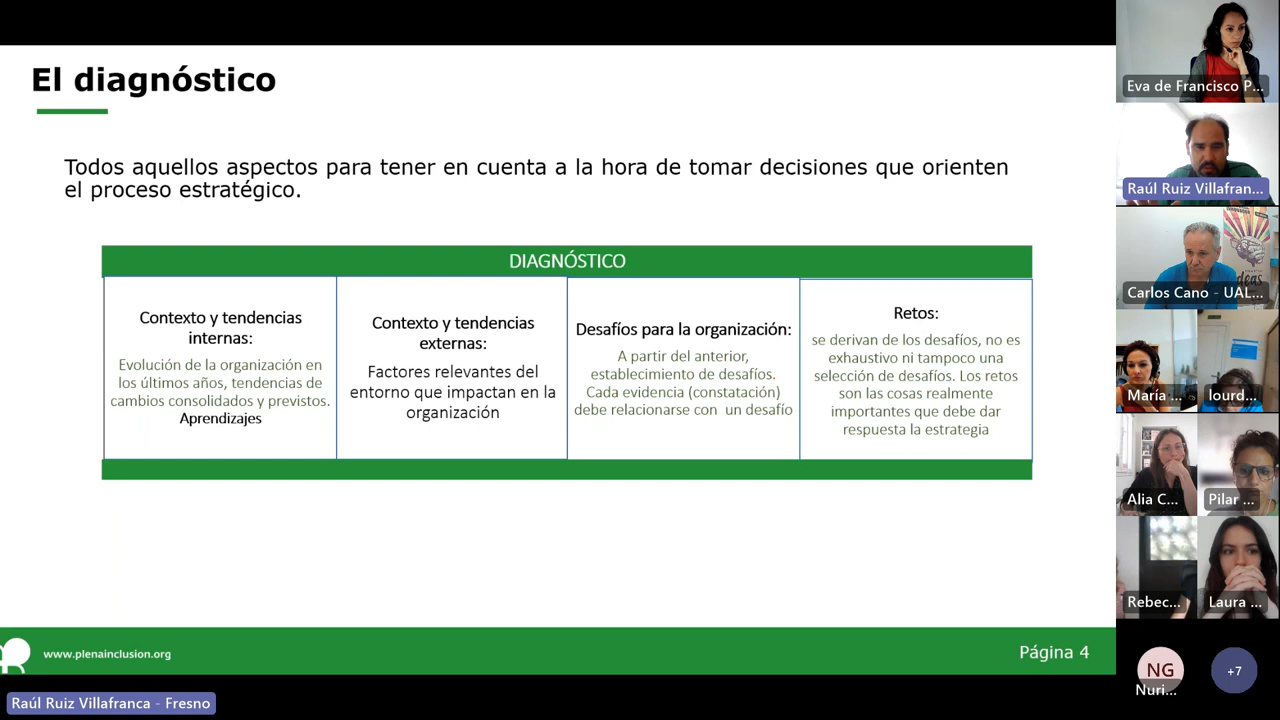 El diagnóstico
Todos aquellos aspectos para tener en cuenta a la hora de tomar decisiones que orienten
el proceso estratégico.
DIAGNÓSTICO
Contexto y tendencias
internas:
Evolución de la organización en
los últimos años, tendencias de
cambios consolidados y previstos.
Aprendizajes
Contexto y tendencias
externas:
Factores relevantes del
entorno que impactan en la
organización
Desafíos para la organización:
A partir del anterior,
establecimiento de desafíos.
Cada evidencia (constatación)
debe relacionarse con un desafío
Retos:
se derivan de los desafíos, no es
exhaustivo ni tampoco una
selección de desafíos. Los retos
son las cosas realmente
importantes que debe dar
respuesta la estrategia
www.plenainclusion.org
Página 4
Raúl Ruiz Villafranca - Fresno
Eva de Francisco P...
Raúl Ruiz Villafran...
Carlos Cano - UAL...
María ...
lourd...
Alia C...
Pilar ...
Rebec...
Laura ...
NG
Nuri...
+7